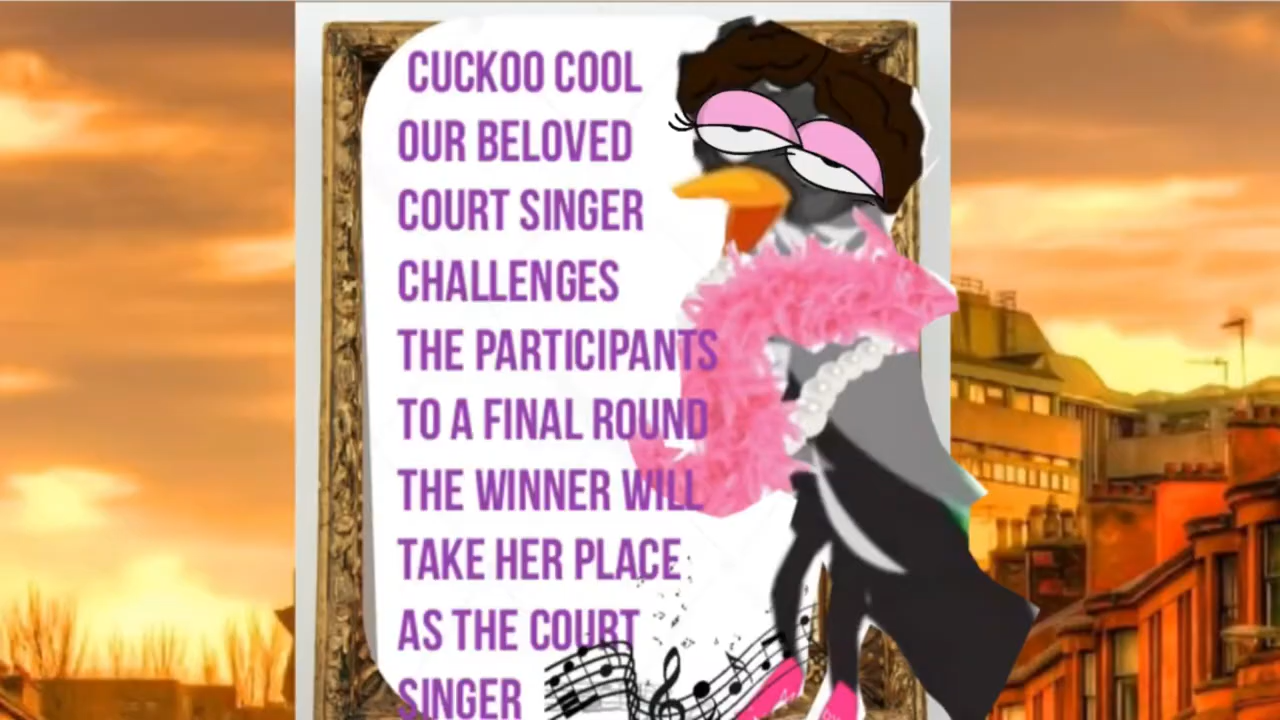 CUCKOO COOL
OUR BELOVED
COURT SINGER
CHALLENGES
THE PARTICIPANTS
TO A FINAL ROUND
THE WINNER WILL
TAKE HER PLACE
AS THE COURT
SINGER